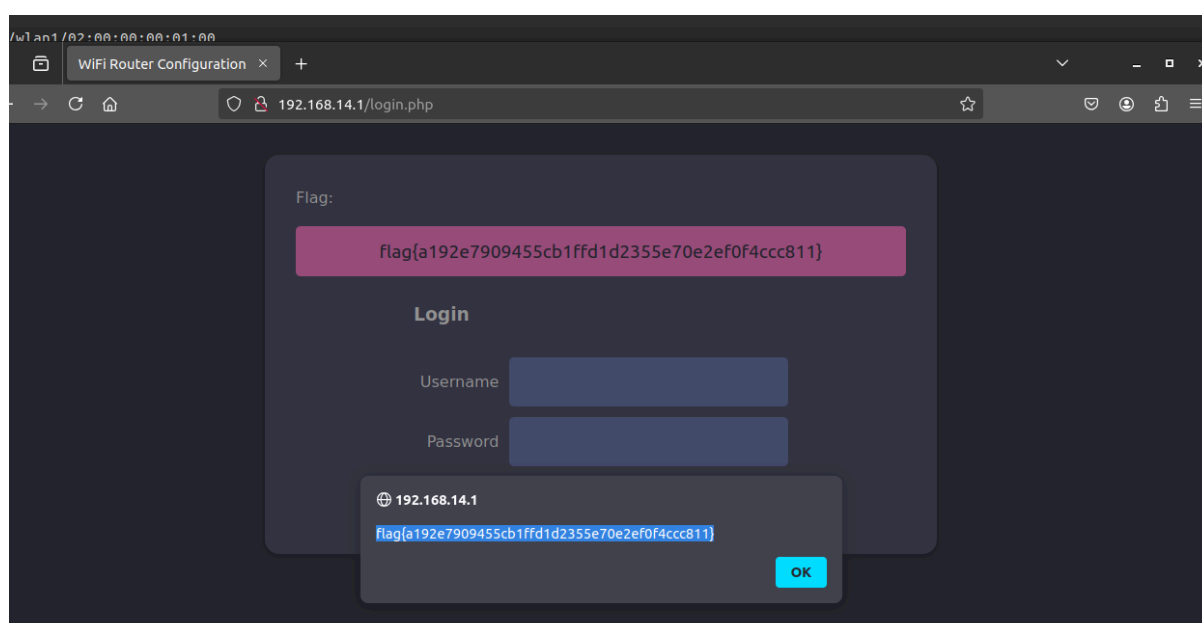 /wlan1/02:00:00:00:01:00
WiFi Router Configuration
192.168.14.1/login.php
Flag:
flag{a192e7909455cb1ffd1d2355e70e2ef0f4ccc811}
Login
Username
Password
192.168.14.1
flag{a192e7909455cb1ffd1d2355e70e2ef0f4ccc811}
OK